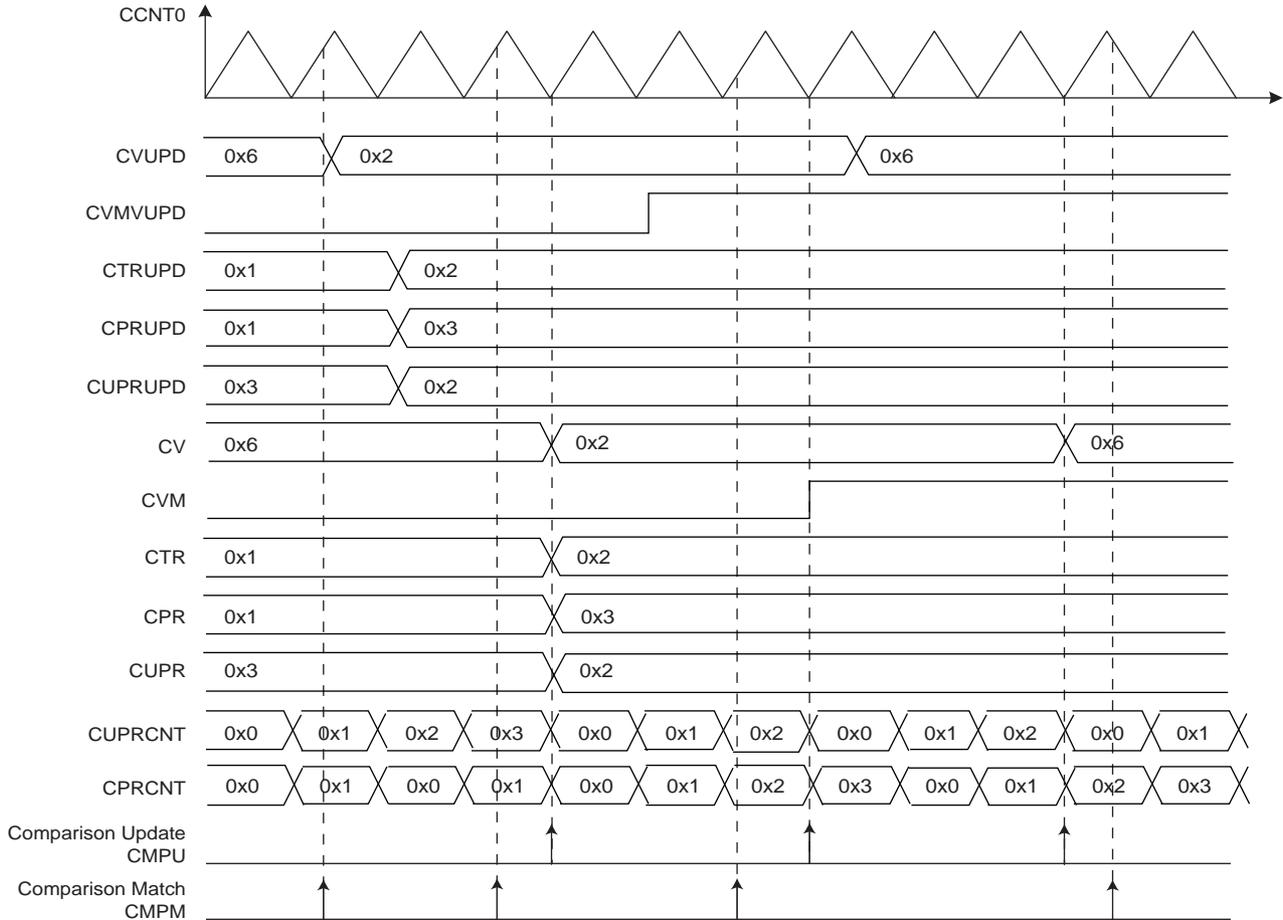 CCNT0
CVUPD 0x6 0x2 0x6
CVMVUPD
CTRUPD 0x1 0x2
CPRUPD 0x1 0x3
CUPRUPD 0x3 0x2
CV 0x6 0x2 0x6
CVM
CTR 0x1 0x2
CPR 0x1 0x3
CUPR 0x3 0x2
CUPRCNT 0x0 0x1 0x2 0x3 0x0 0x1 0x2 0x0 0x1 0x2 0x0 0x1
CPRCNT 0x0 0x1 0x0 0x1 0x0 0x1 0x2 0x3 0x0 0x1 0x2 0x3
Comparison Update
CMPU
Comparison Match
CMPM